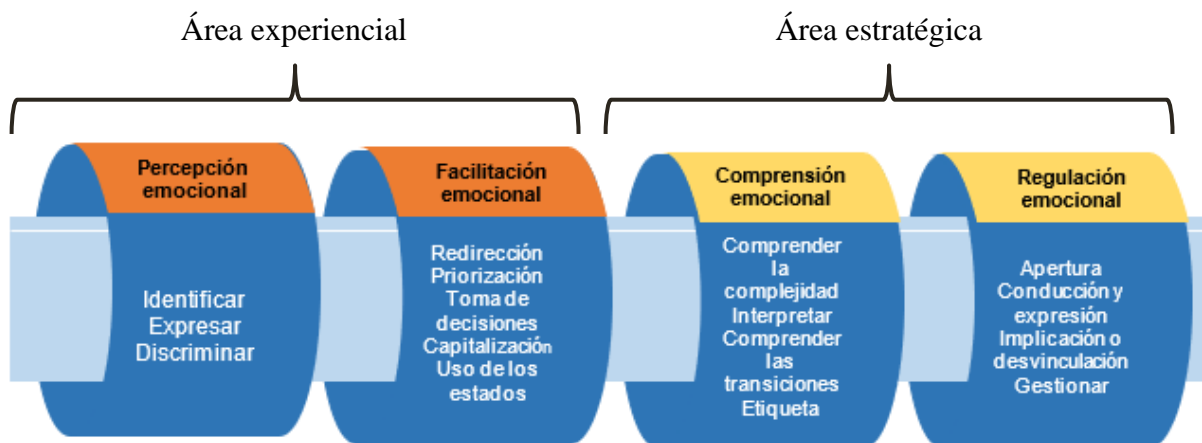 Área experiencial
Área estratégica
Percepción
emocional
Identificar
Expresar
Discriminar
Facilitación
emocional
Redirección
Priorización
Toma de
decisiones
Capitalización
Uso de los
estados
Comprensión
emocional
Comprender
la
complejidad
Interpretar
Comprender
las
transiciones
Etiqueta
Regulación
emocional
Apertura
Conducción y
expresión
Implicación o
desvinculación
Gestionar